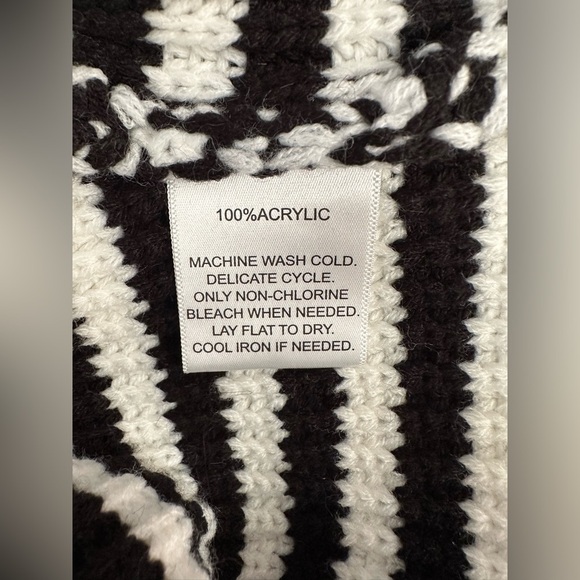 100%ACRYLIC
MACHINE WASH COLD.
DELICATE CYCLE.
ONLY NON-CHLORINE
BLEACH WHEN NEEDED.
LAY FLAT TO DRY.
COOL IRON IF NEEDED.